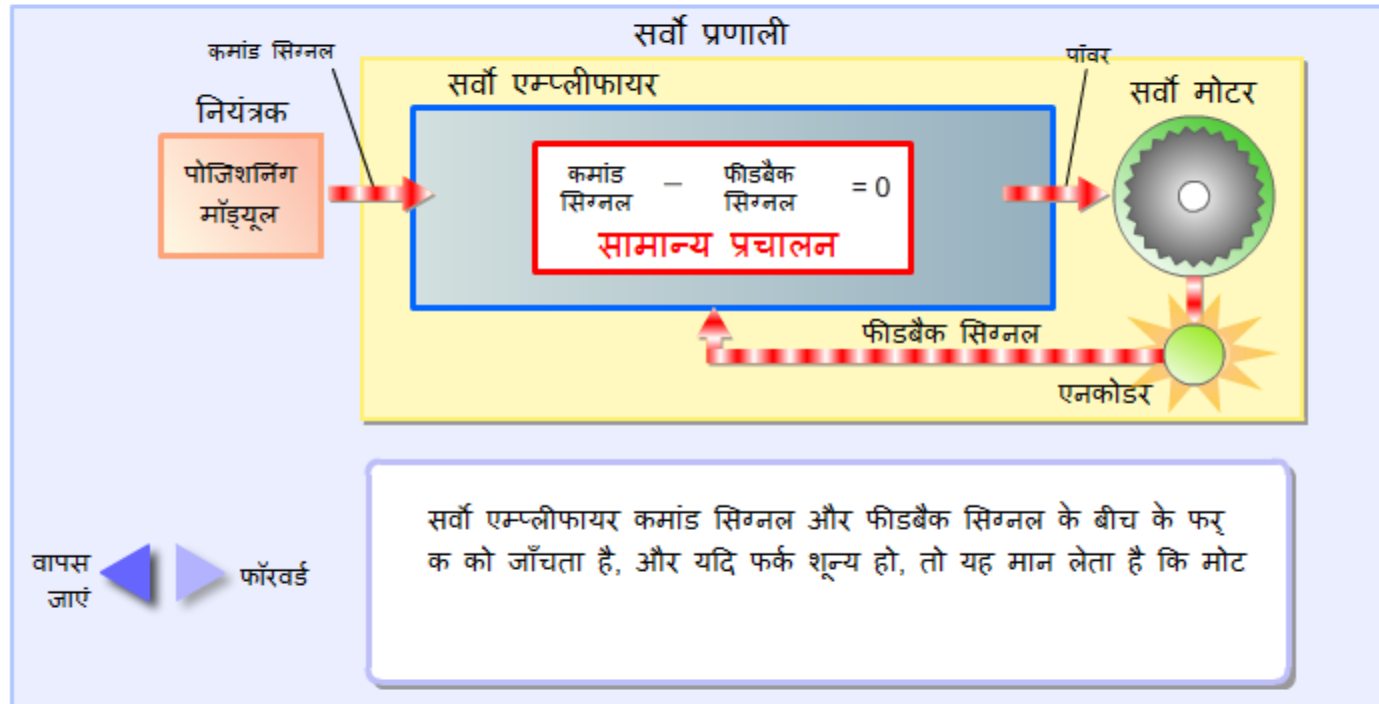 सर्वो प्रणाली
कमांड सिग्नल
पॉवर
सर्वो एम्प्लीफायर
सर्वो मोटर
नियंत्रक
पोजिशनिंग
मॉड्यूल
कमांड
सिग्नल
–
फीडबैक
सिग्नल
= 0
सामान्य प्रचालन
फीडबैक सिग्नल
एनकोडर
सर्वो एम्प्लीफायर कमांड सिग्नल और फीडबैक सिग्नल के बीच के फर्
क को जाँचता है, और यदि फर्क शून्य हो, तो यह मान लेता है कि मोट
वापस
जाएं
फॉरवर्ड